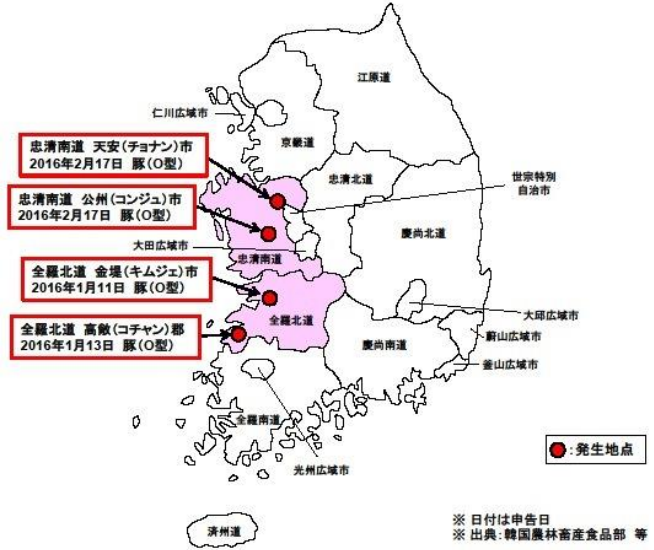 江原道
仁川広域市
京畿道
忠清南道 天安(チョナン)市
2016年2月17日 豚(O型)
忠清北道
世宗特別
自治市
忠清南道 公州(コンジュ)市
2016年2月17日 豚(O型)
慶尚北道
大田広域市
忠清南道
全羅北道 金堤(キムジェ)市
2016年1月11日 豚(O型)
大邱広域市
全羅北道
全羅北道 高敞(コチャン)郡
2016年1月13日 豚(O型)
蔚山広域市
慶尚南道
釜山広域市
全羅南道
光州広域市
:発生地点
済州道
※ 日付は申告日
※ 出典:韓国農林畜産食品部 等